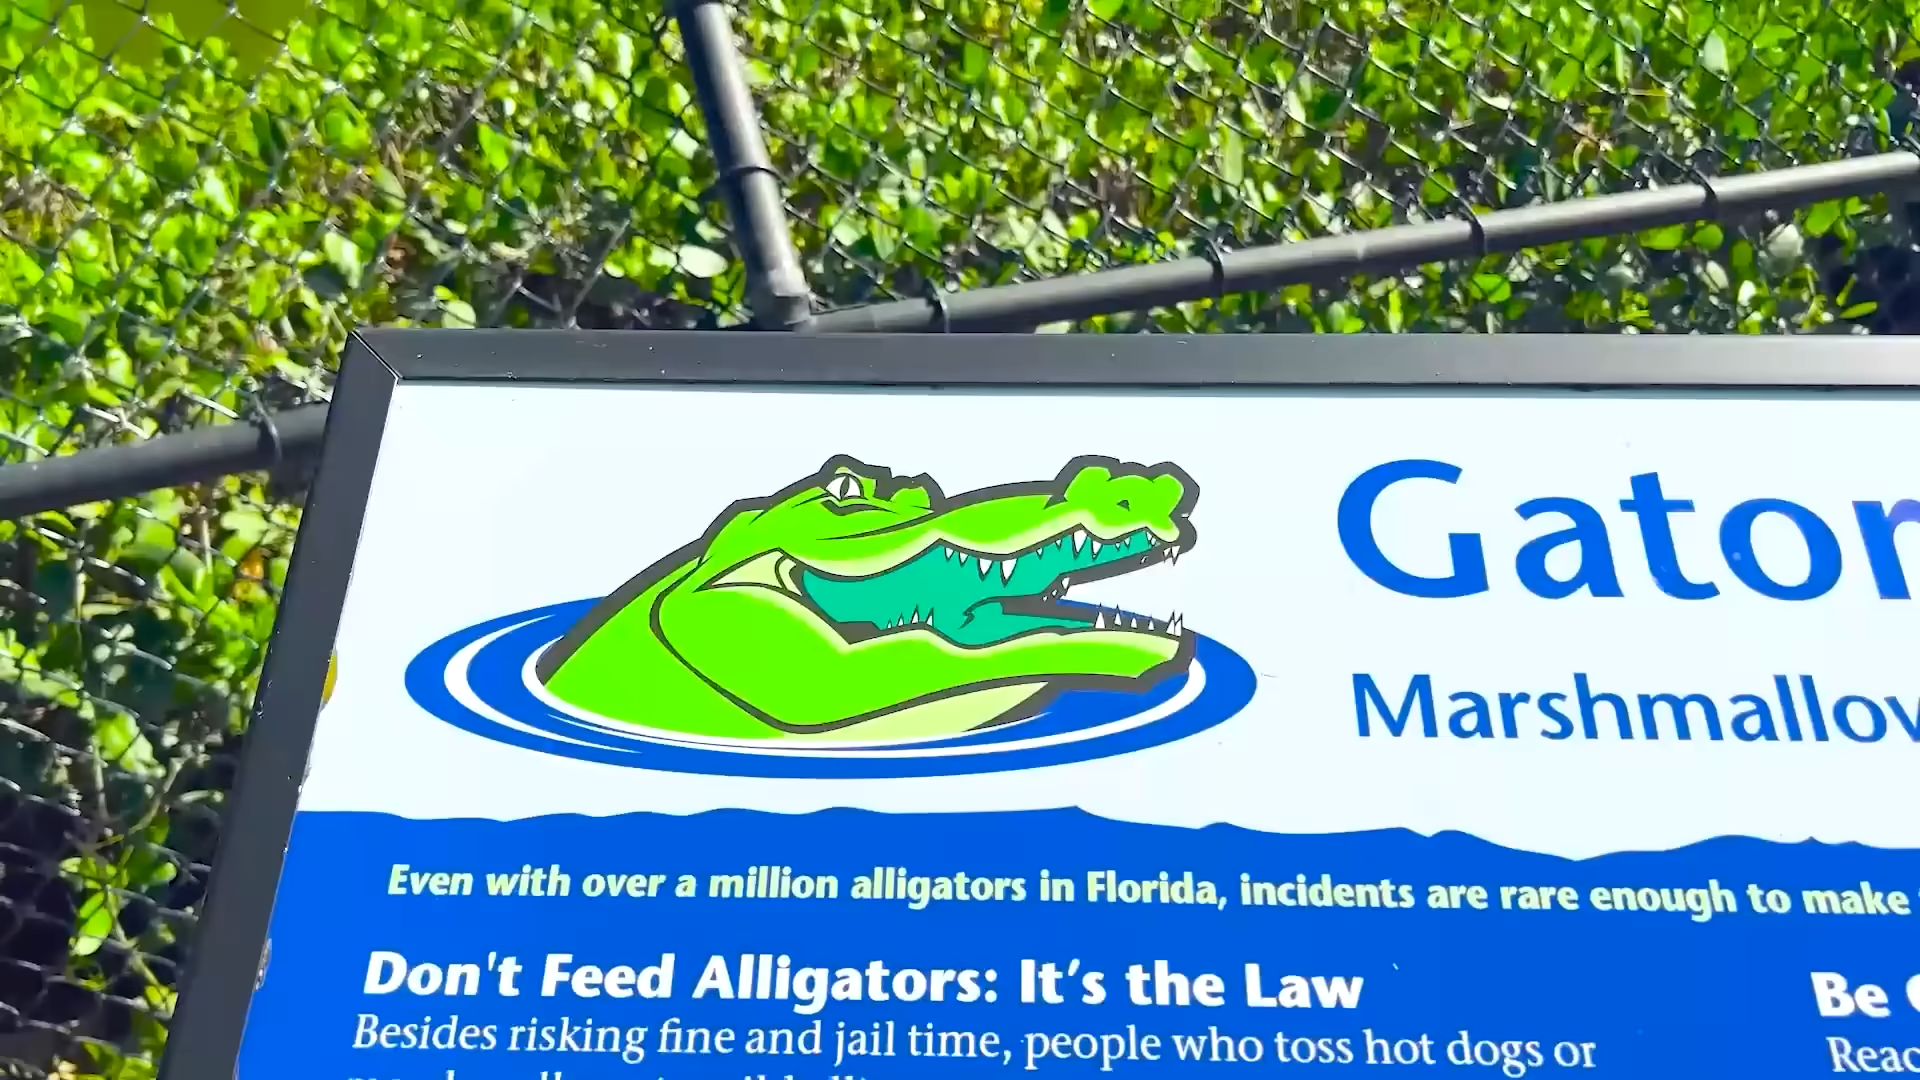 Gator
Marshmallow
Even with over a million alligators in Florida, incidents are rare enough to make
Don't Feed Alligators: It's the Law
Be
Besides risking fine and jail time, people who toss hot dogs or